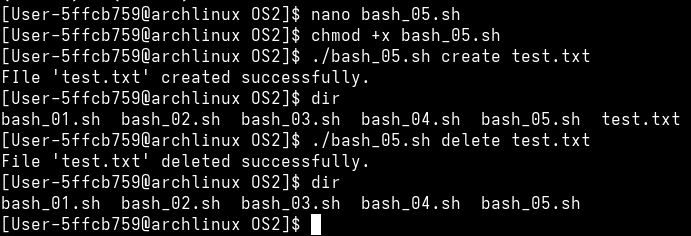 [User-5ffcb759@archlinux OS2]$ nano bash_05.sh
[User-5ffcb759@archlinux OS2]$ chmod +x bash_05.sh
[User-5ffcb759@archlinux OS2]$ ./bash_05.sh create test.txt
FIle 'test.txt' created successfully.
[User-5ffcb759@archlinux OS2]$ dir
bash_01.sh  bash_02.sh  bash_03.sh  bash_04.sh  bash_05.sh  test.txt
[User-5ffcb759@archlinux OS2]$ ./bash_05.sh delete test.txt
File 'test.txt' deleted successfully.
[User-5ffcb759@archlinux OS2]$ dir
bash_01.sh  bash_02.sh  bash_03.sh  bash_04.sh  bash_05.sh
[User-5ffcb759@archlinux OS2]$